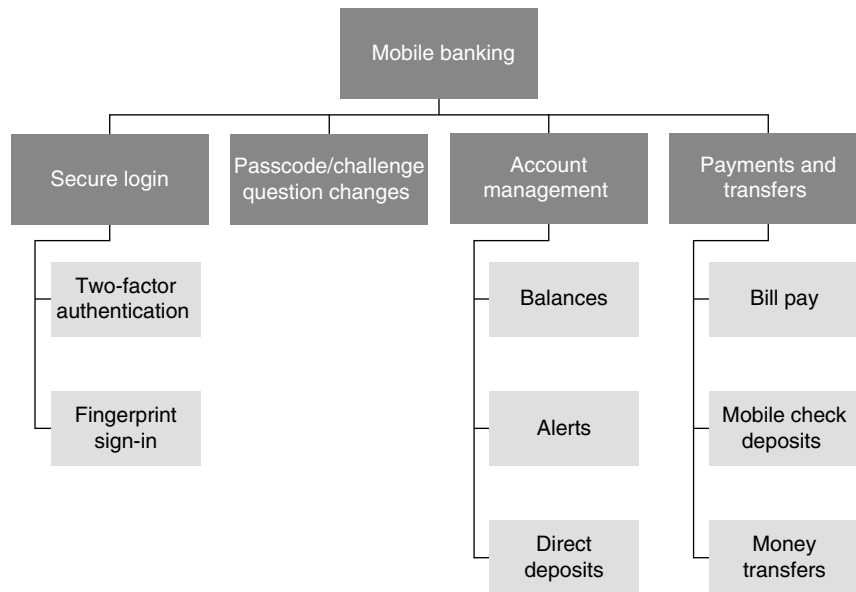 Mobile banking
Secure login
Passcode/challenge
question changes
Account
management
Payments and
transfers
Two-factor
authentication
Balances
Bill pay
Fingerprint
sign-in
Alerts
Mobile check
deposits
Direct
deposits
Money
transfers